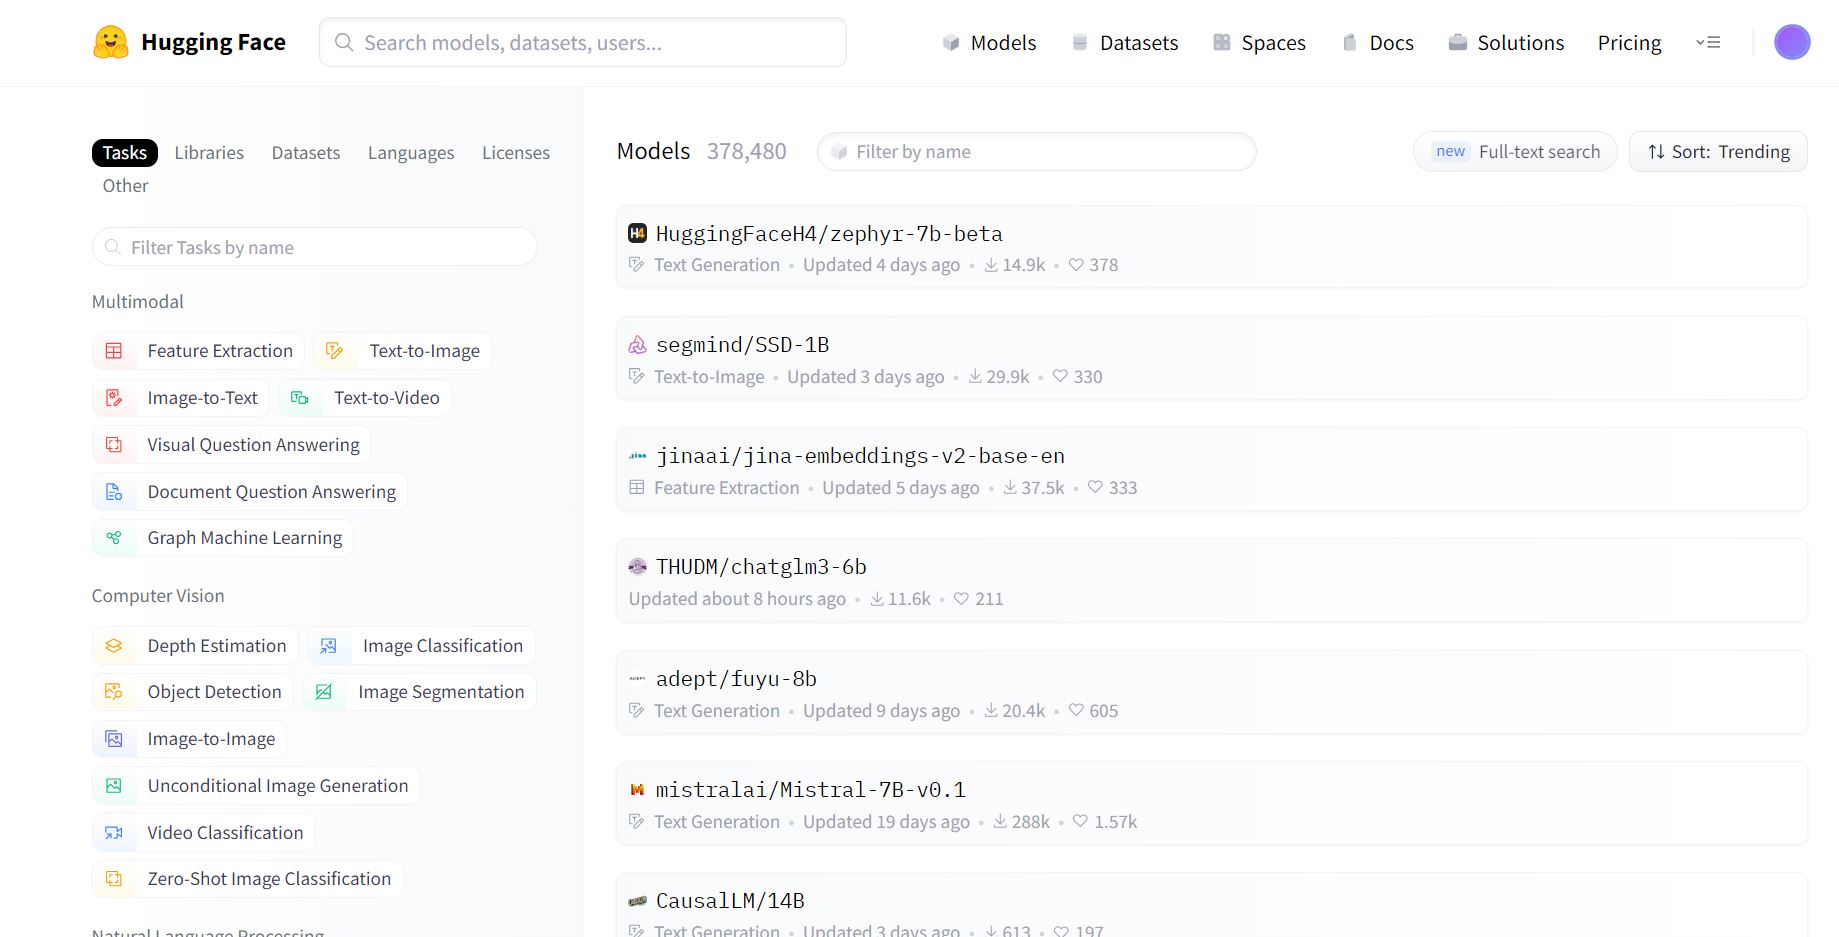 Hugging Face
Search models, datasets, users...
Models
Datasets
Spaces
Docs
Solutions
Pricing
Tasks
Libraries
Datasets
Languages
Licenses
Other
Filter Tasks by name
Multimodal
Feature Extraction
Text-to-Image
Image-to-Text
Text-to-Video
Visual Question Answering
Document Question Answering
Graph Machine Learning
Computer Vision
Depth Estimation
Image Classification
Object Detection
Image Segmentation
Image-to-Image
Unconditional Image Generation
Video Classification
Zero-Shot Image Classification
Natural Language Processing
Models 378,480
Filter by name
new Full-text search
Sort: Trending
H4 HuggingFaceH4/zephyr-7b-beta
Text Generation • Updated 4 days ago • 14.9k • 378
segmind/SSD-1B
Text-to-Image • Updated 3 days ago • 29.9k • 330
jinaai/jina-embeddings-v2-base-en
Feature Extraction • Updated 5 days ago • 37.5k • 333
THUDM/chatglm3-6b
Updated about 8 hours ago • 11.6k • 211
ADEPT adept/fuyu-8b
Text Generation • Updated 9 days ago • 20.4k • 605
mistralai/Mistral-7B-v0.1
Text Generation • Updated 19 days ago • 288k • 1.57k
CausalLM/14B
Text Generation • Updated 3 days ago • 613 • 197